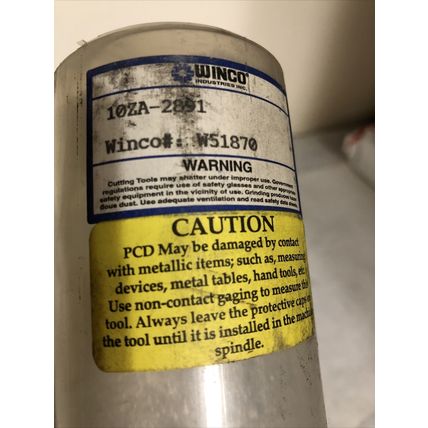 WINCO
INDUSTRIES INC.
10ZA-2891
Winco#: W51870
WARNING
Cutting Tools may shatter under improper use. Government
regulations require use of safety glasses and other appropriate
safety equipment in the vicinity of use. Grinding produces
dous dust. Use adequate ventilation and read safety data
CAUTION
PCD May be damaged by contact
with metallic items; such as, measuring
devices, metal tables, hand tools, etc.
Use non-contact gaging to measure this
tool. Always leave the protective caps on
the tool until it is installed in the machine
spindle.